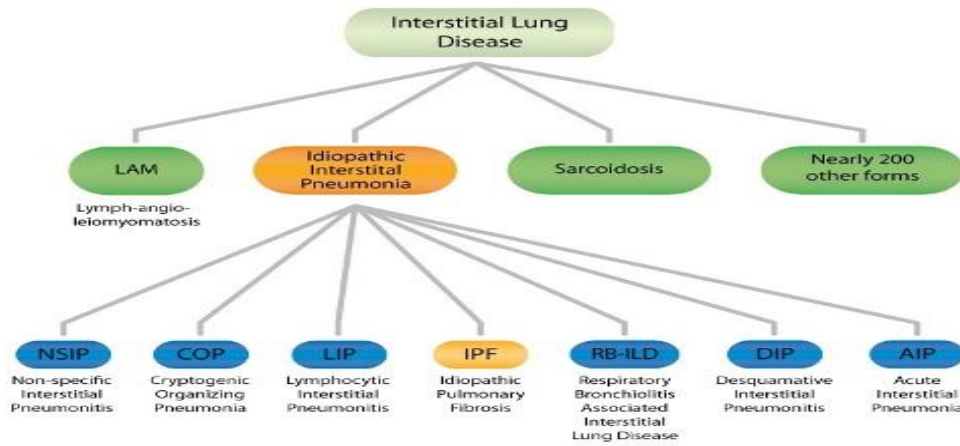 Interstitial Lung
Disease
LAM
Idiopathic
Interstital
Pneumonia
Sarcoidosis
Nearly 200
other forms
Lymph-angio-
leiomyomatosis
NSIP
COP
LIP
IPF
RB-ILD
DIP
AIP
Non-specific
Interstitial
Pneumonitis
Cryptogenic
Organizing
Pneumonia
Lymphocytic
Interstitial
Pneumonitis
Idiopathic
Pulmonary
Fibrosis
Respiratory
Bronchiolitis
Associated
Interstitial
Lung Disease
Desquamative
Interstitial
Pneumonitis
Acute
Interstitial
Pneumonia